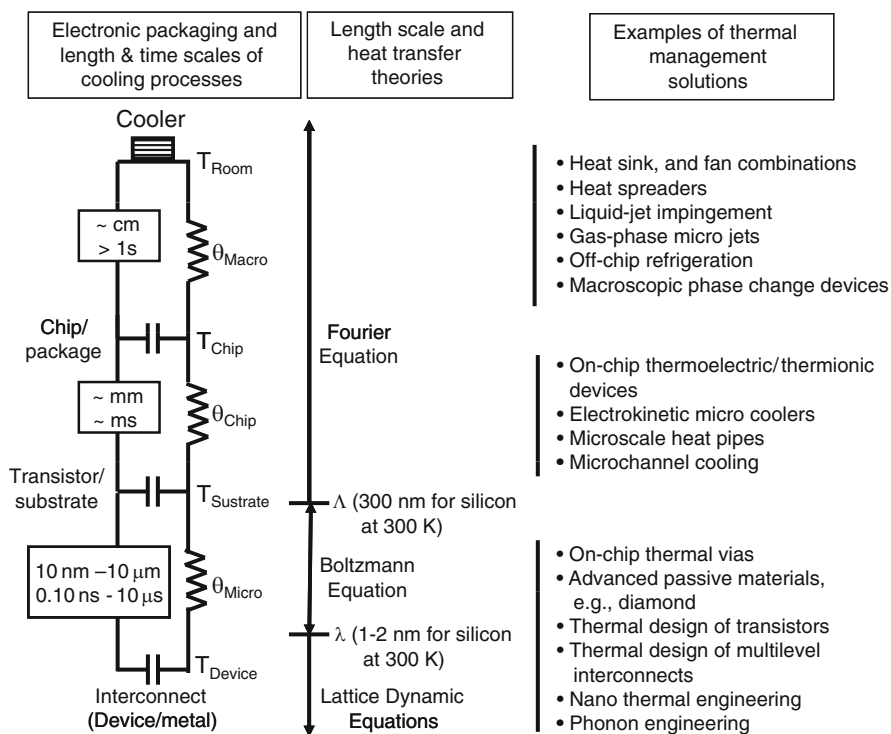 Electronic packaging and
length & time scales of
cooling processes
Length scale and
heat transfer
theories
Examples of thermal
management
solutions
Cooler
T_Room
~ cm
> 1s
θ_Macro
Chip/
package
T_Chip
~ mm
~ ms
θ_Chip
Transistor/
substrate
T_Sustrate
10 nm –10 μm
0.10 ns - 10 μs
θ_Micro
T_Device
Interconnect
(Device/metal)
Fourier
Equation
Λ (300 nm for silicon
at 300 K)
Boltzmann
Equation
λ (1-2 nm for silicon
at 300 K)
Lattice Dynamic
Equations
• Heat sink, and fan combinations
• Heat spreaders
• Liquid-jet impingement
• Gas-phase micro jets
• Off-chip refrigeration
• Macroscopic phase change devices
• On-chip thermoelectric/thermionic
devices
• Electrokinetic micro coolers
• Microscale heat pipes
• Microchannel cooling
• On-chip thermal vias
• Advanced passive materials,
e.g., diamond
• Thermal design of transistors
• Thermal design of multilevel
interconnects
• Nano thermal engineering
• Phonon engineering